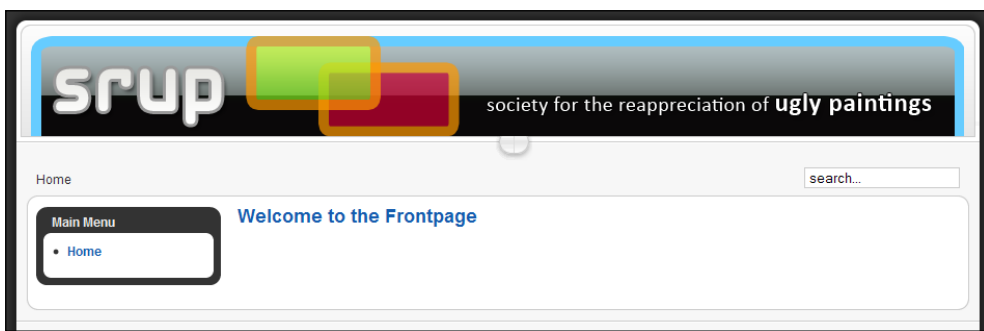 srup
society for the reappreciation of ugly paintings
Home
search...
Main Menu
Welcome to the Frontpage
Home